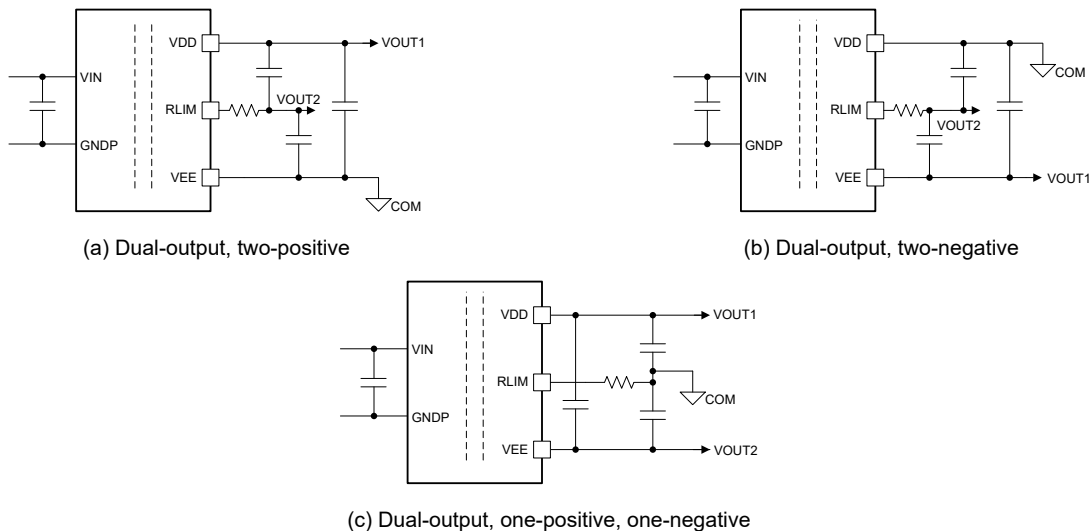 VDD
VOUT1
VIN
VOUT2
RLIM
GNDP
VEE
COM
(a) Dual-output, two-positive
VDD
COM
VIN
RLIM
VOUT2
GNDP
VEE
VOUT1
(b) Dual-output, two-negative
VDD
VOUT1
VIN
RLIM
COM
GNDP
VEE
VOUT2
(c) Dual-output, one-positive, one-negative